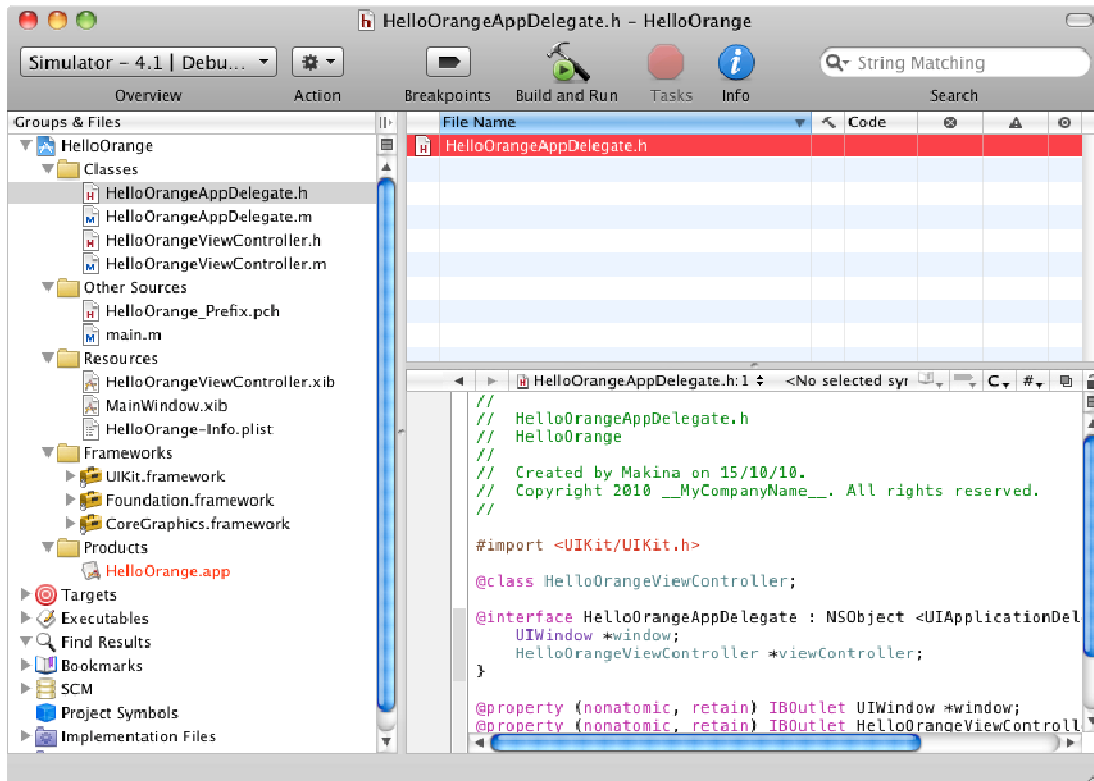 HelloOrangeAppDelegate.h - HelloOrange
Simulator - 4.1 | Debu...
Overview
Action
Breakpoints
Build and Run
Tasks
Info
String Matching
Search
Groups & Files
HelloOrange
Classes
HelloOrangeAppDelegate.h
HelloOrangeAppDelegate.m
HelloOrangeViewController.h
HelloOrangeViewController.m
Other Sources
HelloOrange_Prefix.pch
main.m
Resources
HelloOrangeViewController.xib
MainWindow.xib
HelloOrange-Info.plist
Frameworks
UIKit.framework
Foundation.framework
CoreGraphics.framework
Products
HelloOrange.app
Targets
Executables
Find Results
Bookmarks
SCM
Project Symbols
Implementation Files
File Name
Code
HelloOrangeAppDelegate.h
HelloOrangeAppDelegate.h:1
<No selected syr
C
#
//
//  HelloOrangeAppDelegate.h
//  HelloOrange
//
//  Created by Makina on 15/10/10.
//  Copyright 2010 __MyCompanyName__. All rights reserved.
//
#import <UIKit/UIKit.h>
@class HelloOrangeViewController;
@interface HelloOrangeAppDelegate : NSObject <UIApplicationDel
UIWindow *window;
HelloOrangeViewController *viewController;
}
@property (nonatomic, retain) IBOutlet UIWindow *window;
@property (nonatomic, retain) IBOutlet HelloOrangeViewControll